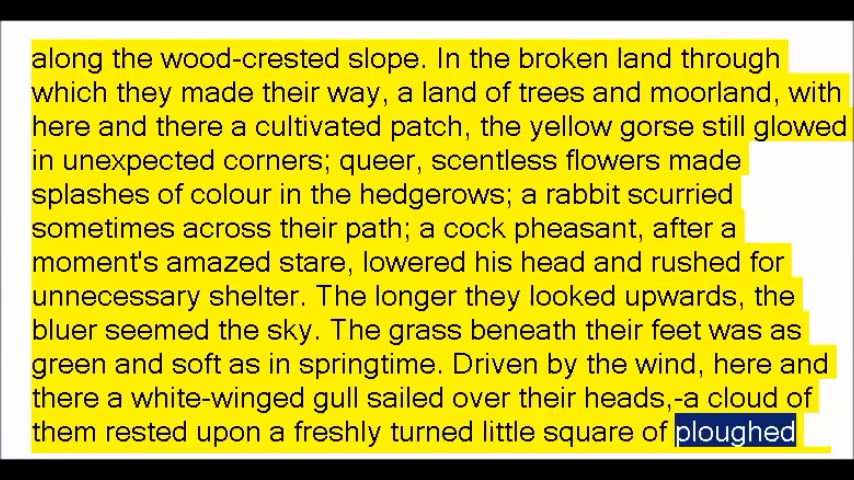 along the wood-crested slope. In the broken land through
which they made their way, a land of trees and moorland, with
here and there a cultivated patch, the yellow gorse still glowed
in unexpected corners; queer, scentless flowers made
splashes of colour in the hedgerows; a rabbit scurried
sometimes across their path; a cock pheasant, after a
moment's amazed stare, lowered his head and rushed for
unnecessary shelter. The longer they looked upwards, the
bluer seemed the sky. The grass beneath their feet was as
green and soft as in springtime. Driven by the wind, here and
there a white-winged gull sailed over their heads,-a cloud of
them rested upon a freshly turned little square of ploughed